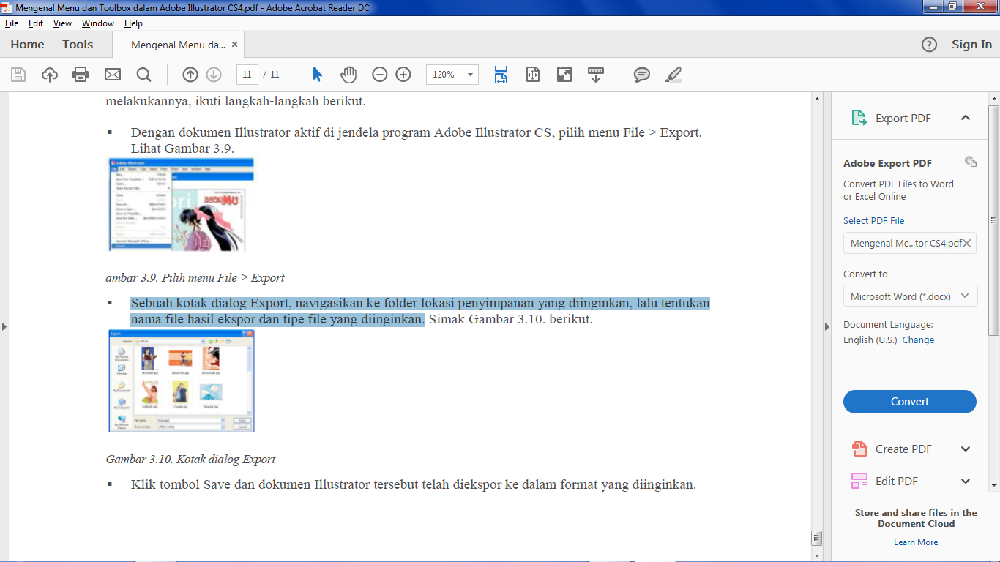 Mengenal Menu dan Toolbox dalam Adobe Illustrator CS4.pdf - Adobe Acrobat Reader DC
File Edit View Window Help
Home Tools Mengenal Menu da... × ? Sign In
11 / 11 120%
melakukannya, ikuti langkah-langkah berikut.
▪ Dengan dokumen Illustrator aktif di jendela program Adobe Illustrator CS, pilih menu File > Export.
Lihat Gambar 3.9.
ambar 3.9. Pilih menu File > Export
▪ Sebuah kotak dialog Export, navigasikan ke folder lokasi penyimpanan yang diinginkan, lalu tentukan
nama file hasil ekspor dan tipe file yang diinginkan. Simak Gambar 3.10. berikut.
Gambar 3.10. Kotak dialog Export
▪ Klik tombol Save dan dokumen Illustrator tersebut telah diekspor ke dalam format yang diinginkan.
Export PDF
Adobe Export PDF
Convert PDF Files to Word
or Excel Online
Select PDF File
Mengenal Me...tor CS4.pdf
Convert to
Microsoft Word (*.docx)
Document Language:
English (U.S.) Change
Convert
Create PDF
Edit PDF
Store and share files in the
Document Cloud
Learn More